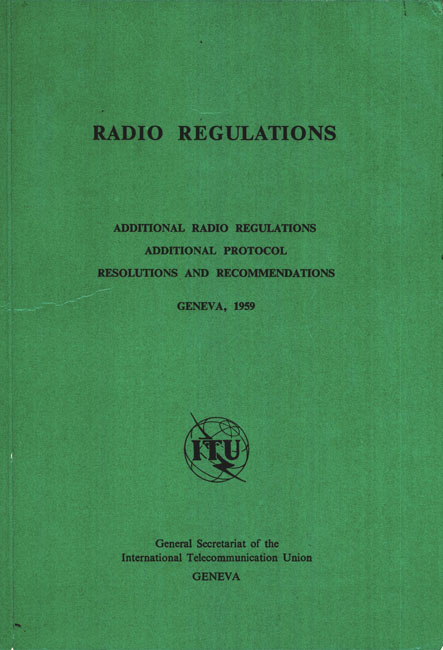 RADIO REGULATIONS
ADDITIONAL RADIO REGULATIONS
ADDITIONAL PROTOCOL
RESOLUTIONS AND RECOMMENDATIONS
GENEVA, 1959
ITU
General Secretariat of the
International Telecommunication Union
GENEVA